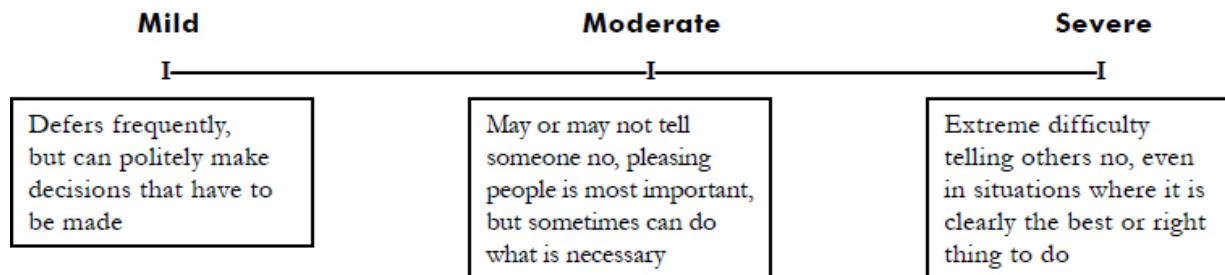 Mild Moderate Severe
Defers frequently,
but can politely make
decisions that have to
be made
May or may not tell
someone no, pleasing
people is most important,
but sometimes can do
what is necessary
Extreme difficulty
telling others no, even
in situations where it is
clearly the best or right
thing to do